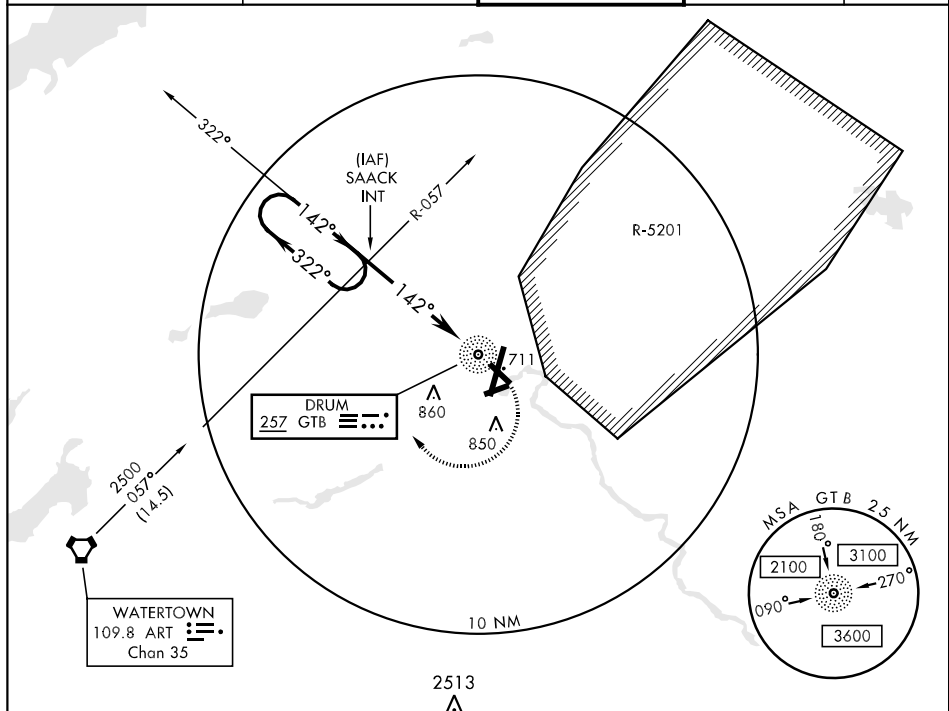 322°
(IAF)
SAACK
INT
R-057
142°
322°
142°
R-5201
711
DRUM
257 GTB
860
850
2500
057°
(14.5)
MSA GTB 25 NM
180°
3100
2100
270°
090°
3600
WATERTOWN
109.8 ART
Chan 35
10 NM
2513